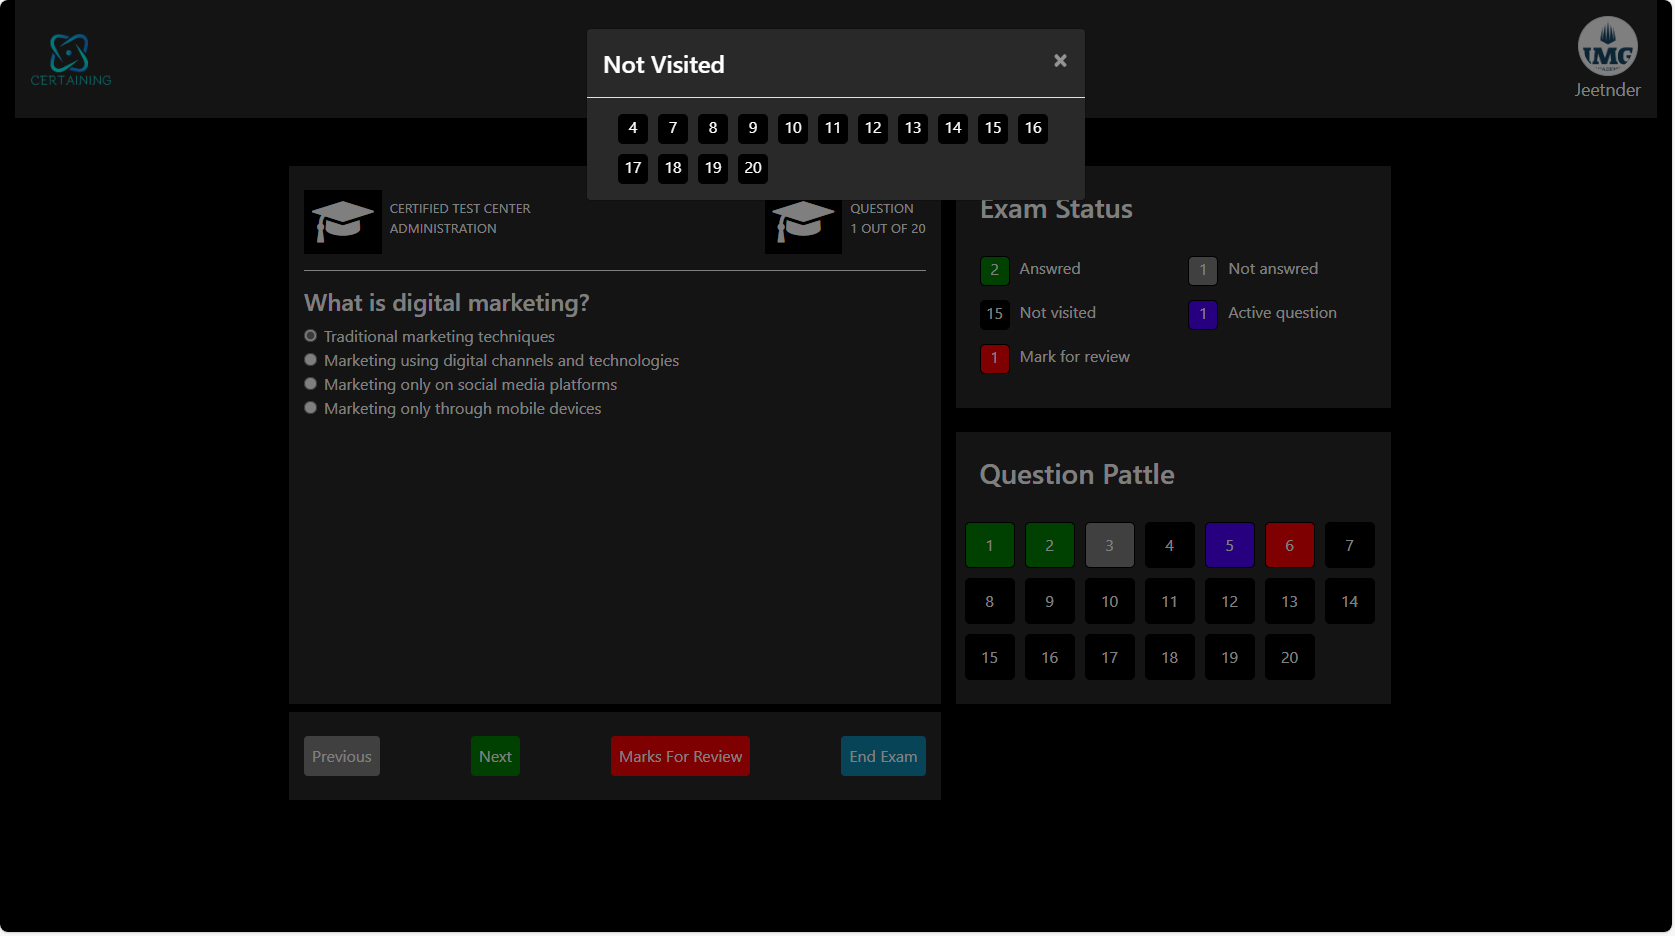 CERTAINING
IMG
Jeetnder
Not Visited
×
4 7 8 9 10 11 12 13 14 15 16
17 18 19 20
CERTIFIED TEST CENTER
ADMINISTRATION
QUESTION
1 OUT OF 20
What is digital marketing?
Traditional marketing techniques
Marketing using digital channels and technologies
Marketing only on social media platforms
Marketing only through mobile devices
Previous
Next
Marks For Review
End Exam
Exam Status
2 Answred
1 Not answred
15 Not visited
1 Active question
1 Mark for review
Question Pattle
1 2 3 4 5 6 7
8 9 10 11 12 13 14
15 16 17 18 19 20